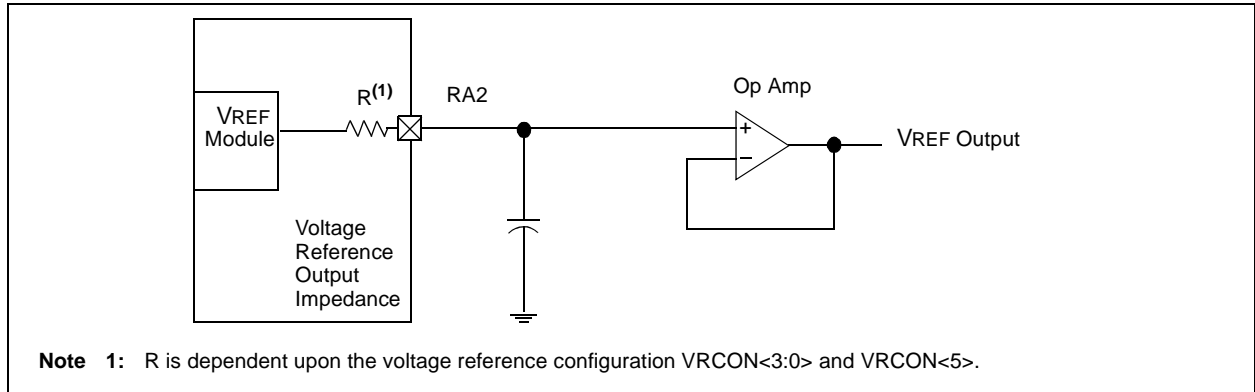 R(1)
RA2
Op Amp
VREF
Module
+
–
VREF Output
Voltage
Reference
Output
Impedance
Note 1: R is dependent upon the voltage reference configuration VRCON<3:0> and VRCON<5>.